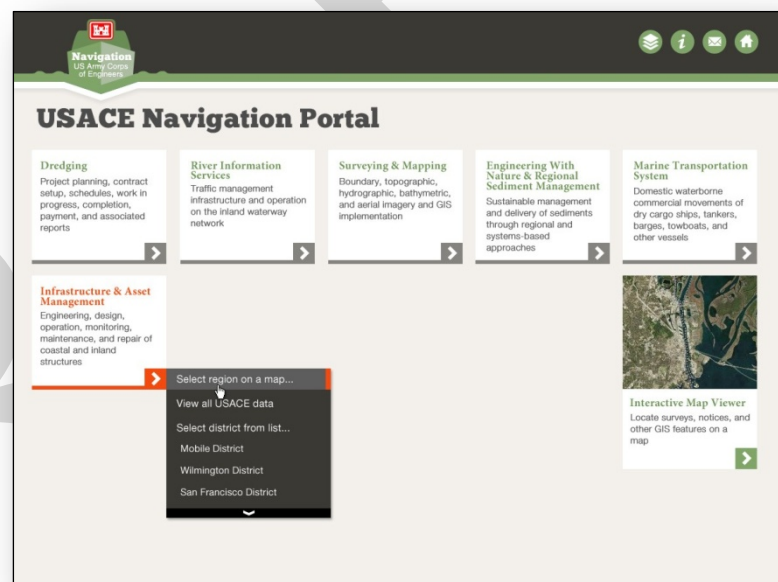 Navigation
US Army Corps
of Engineers
USACE Navigation Portal
Dredging
Project planning, contract
setup, schedules, work in
progress, completion,
payment, and associated
reports
River Information
Services
Traffic management
infrastructure and operation
on the inland waterway
network
Surveying & Mapping
Boundary, topographic,
hydrographic, bathymetric,
and aerial imagery and GIS
implementation
Engineering With
Nature & Regional
Sediment Management
Sustainable management
and delivery of sediments
through regional and
systems-based
approaches
Marine Transportation
System
Domestic waterborne
commercial movements of
dry cargo ships, tankers,
barges, towboats, and
other vessels
Infrastructure & Asset
Management
Engineering, design,
operation, monitoring,
maintenance, and repair of
coastal and inland
structures
Select region on a map...
View all USACE data
Select district from list...
Mobile District
Wilmington District
San Francisco District
Interactive Map Viewer
Locate surveys, notices, and
other GIS features on a
map